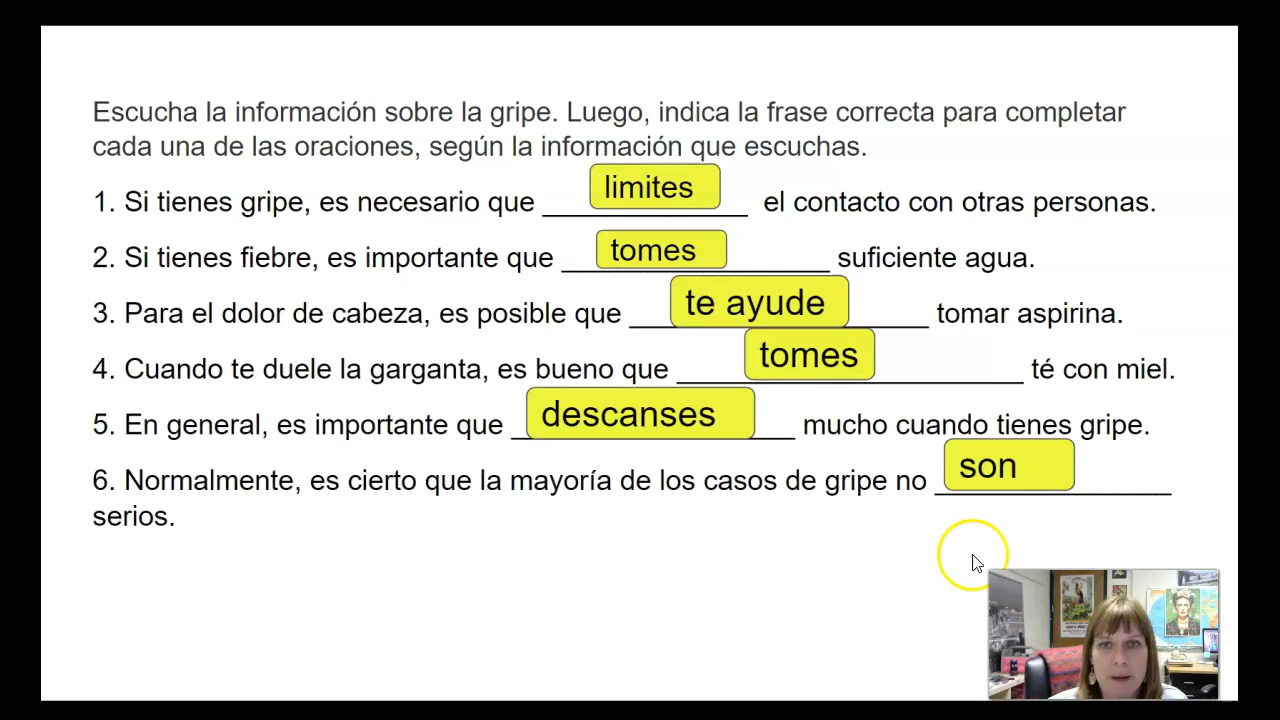 Escucha la información sobre la gripe. Luego, indica la frase correcta para completar
cada una de las oraciones, según la información que escuchas.
1. Si tienes gripe, es necesario que limites el contacto con otras personas.
2. Si tienes fiebre, es importante que tomes suficiente agua.
3. Para el dolor de cabeza, es posible que te ayude tomar aspirina.
4. Cuando te duele la garganta, es bueno que tomes té con miel.
5. En general, es importante que descanses mucho cuando tienes gripe.
6. Normalmente, es cierto que la mayoría de los casos de gripe no son
serios.